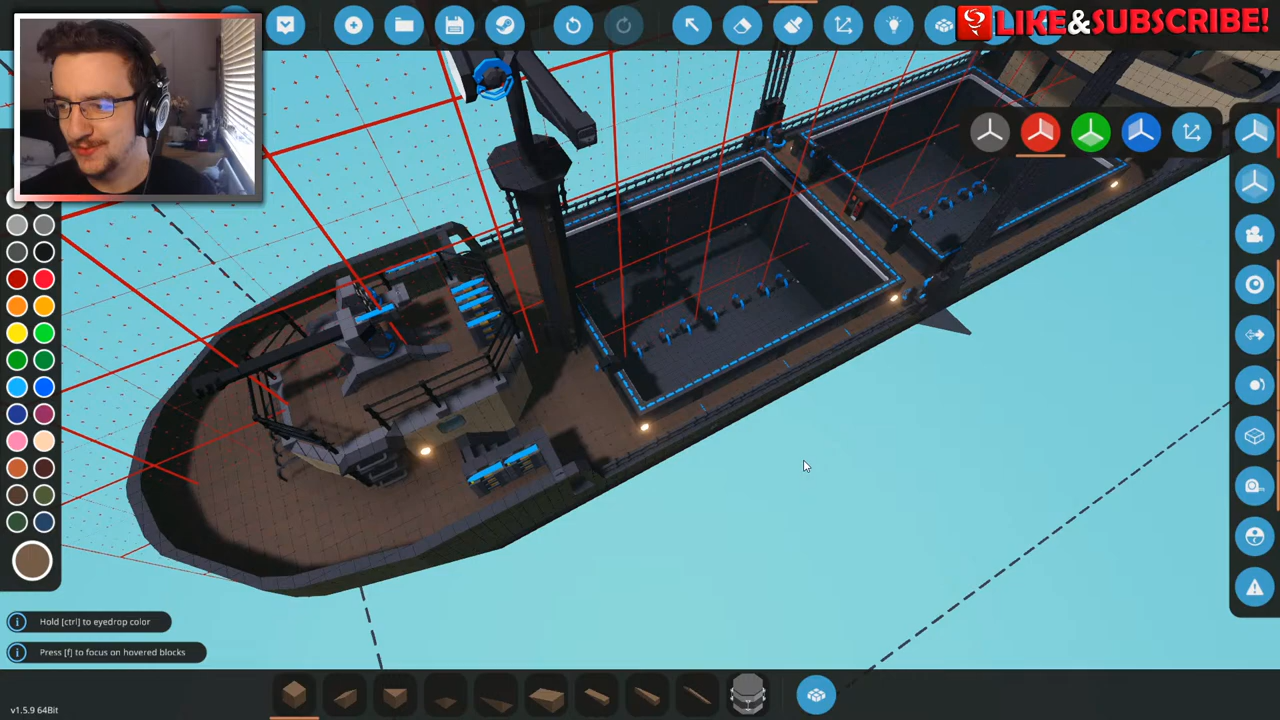 LIKE&SUBSCRIBE!
Hold [ctrl] to eyedrop color
Press [f] to focus on hovered blocks
v1.5.9 64Bit